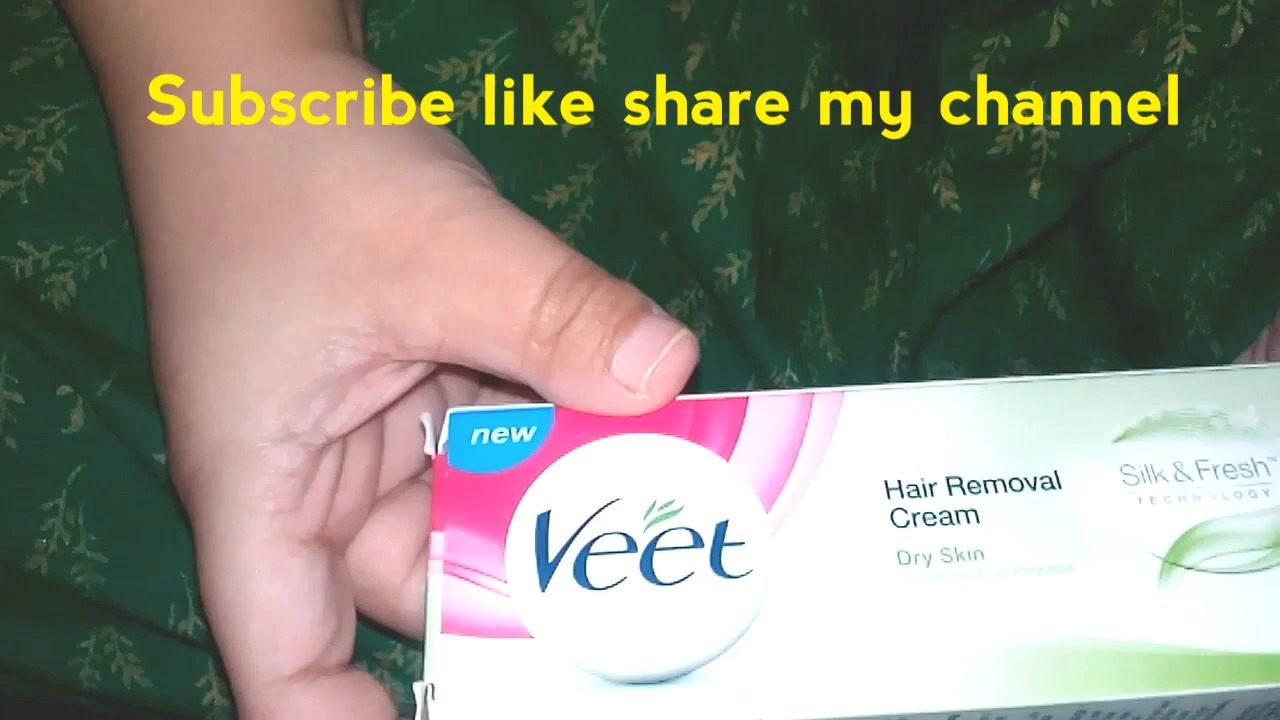 Subscribe like share my channel
new
Veet
Hair Removal
Cream
Dry Skin
Silk & Fresh™
TECHNOLOGY